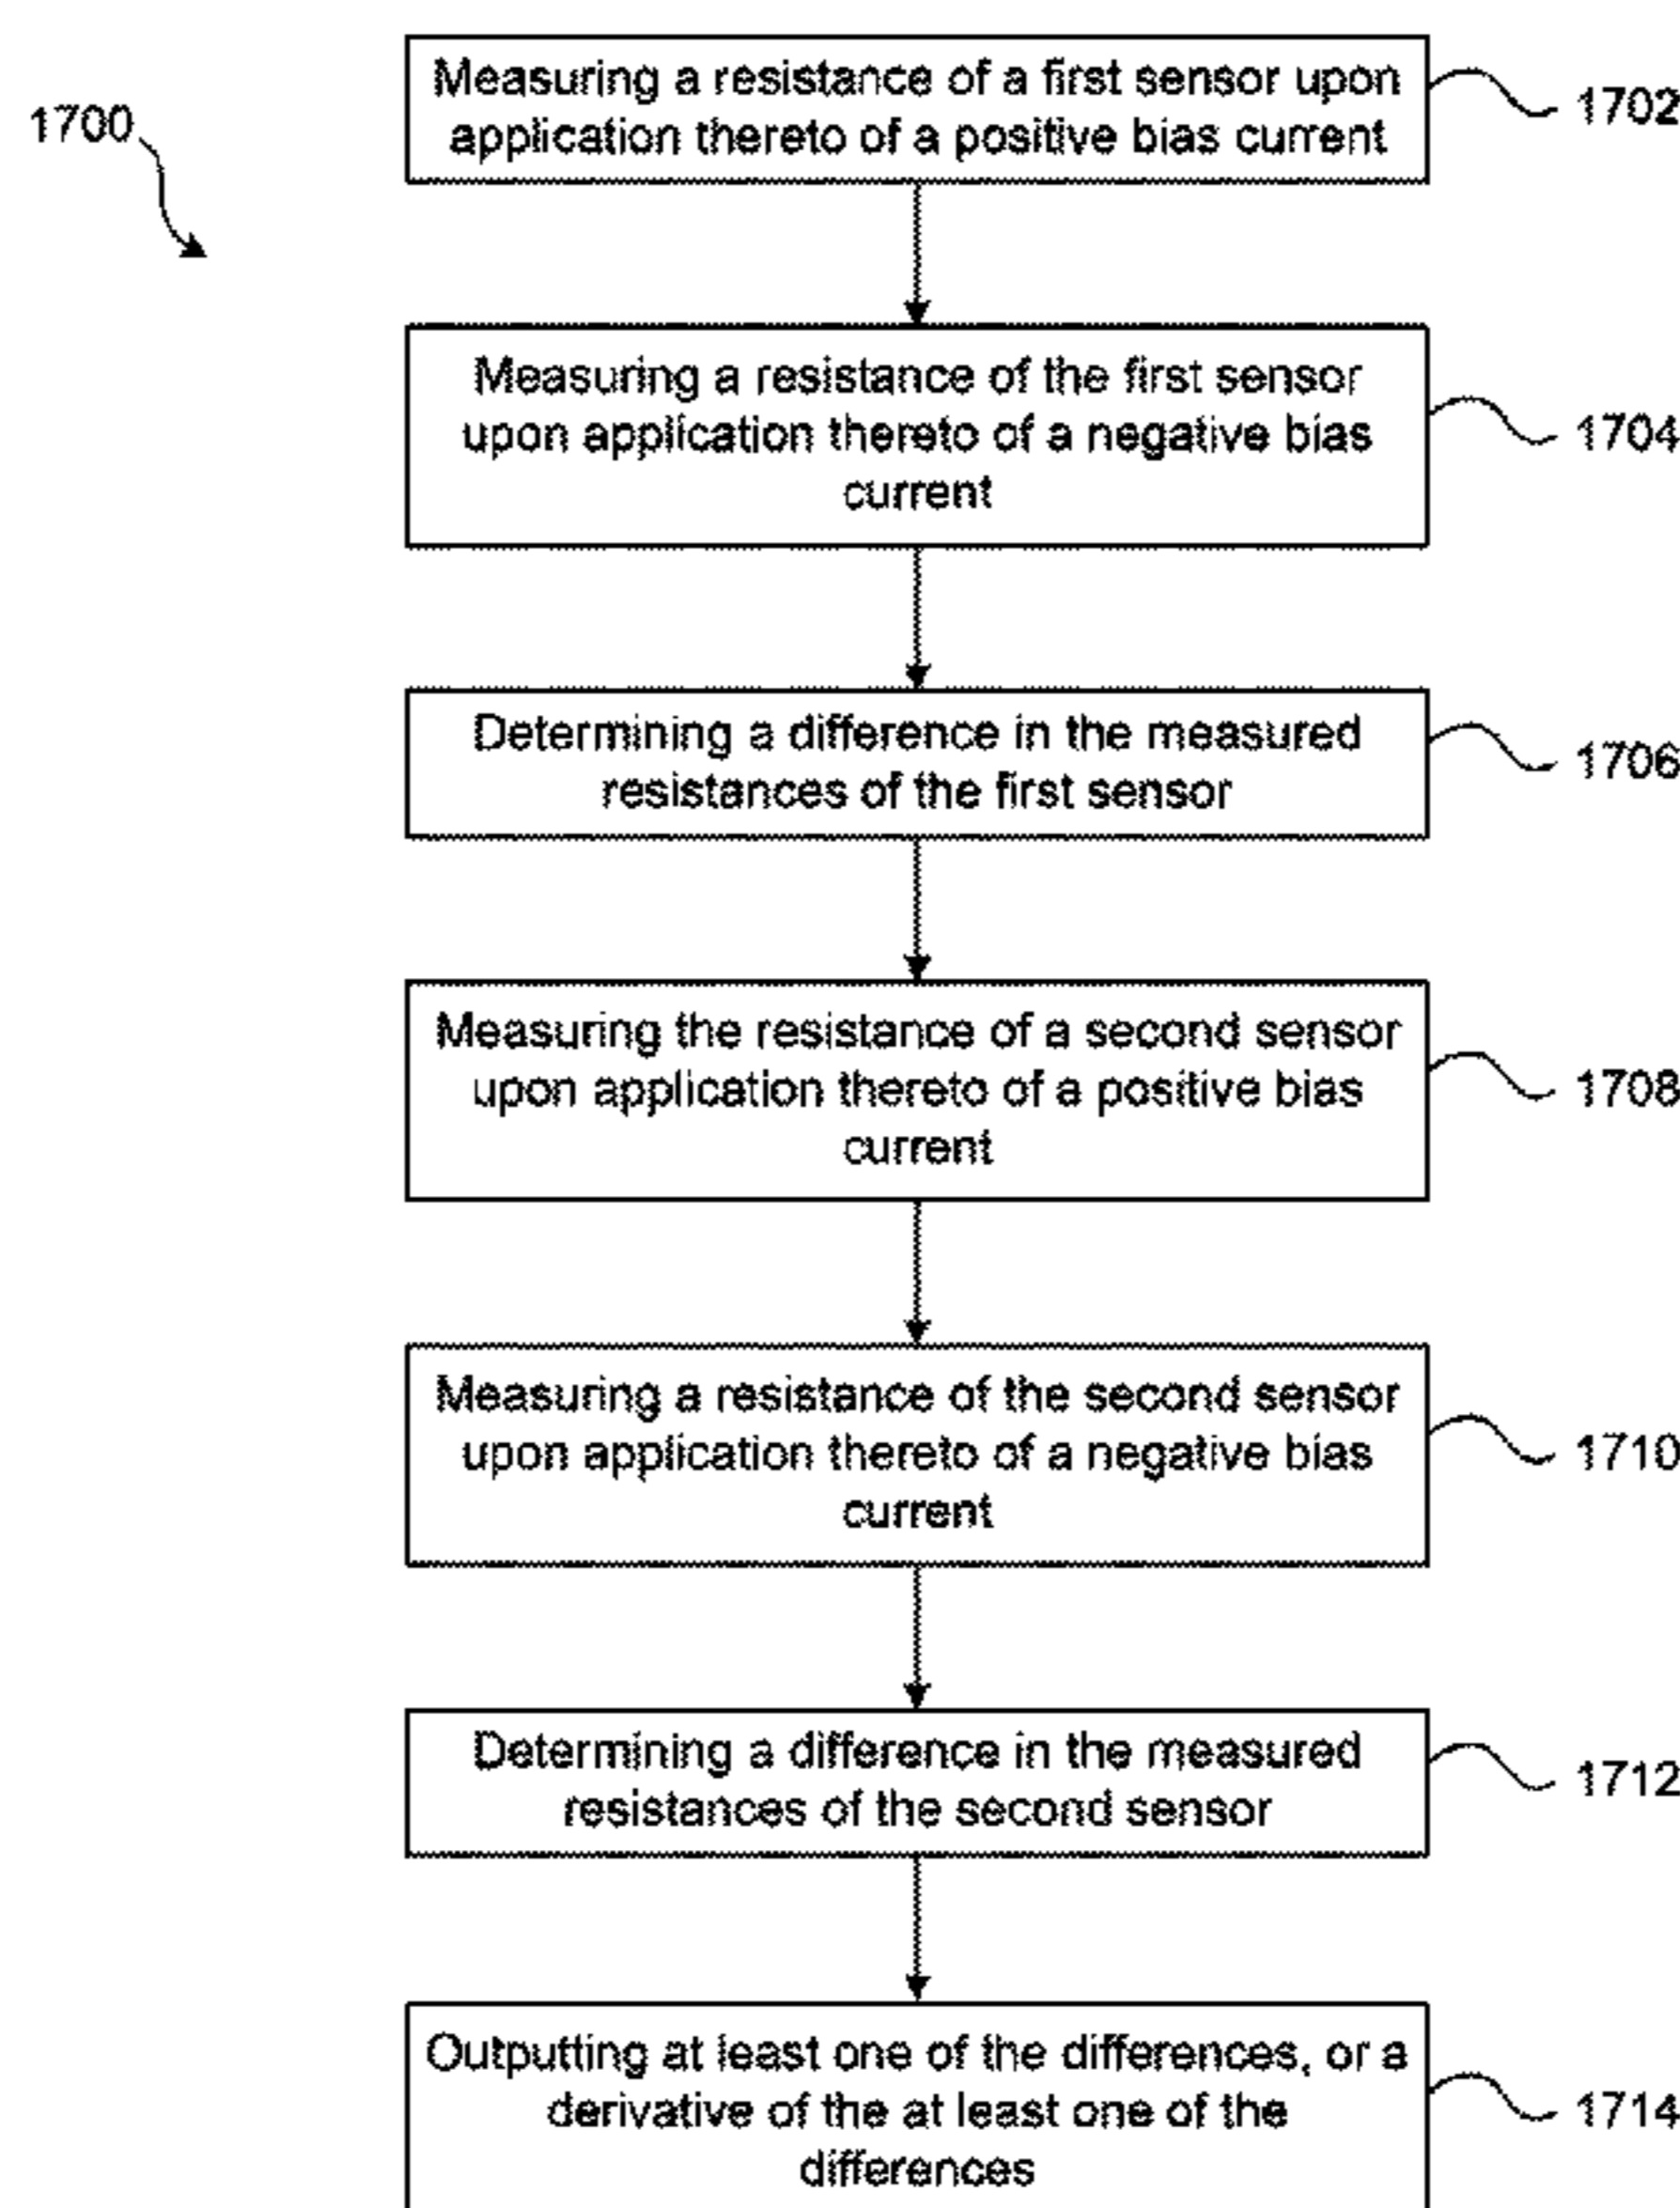 1700
Measuring a resistance of a first sensor upon
application thereto of a positive bias current
1702
Measuring a resistance of the first sensor
upon application thereto of a negative bias
current
1704
Determining a difference in the measured
resistances of the first sensor
1706
Measuring the resistance of a second sensor
upon application thereto of a positive bias
current
1708
Measuring a resistance of the second sensor
upon application thereto of a negative bias
current
1710
Determining a difference in the measured
resistances of the second sensor
1712
Outputting at least one of the differences, or a
derivative of the at least one of the
differences
1714